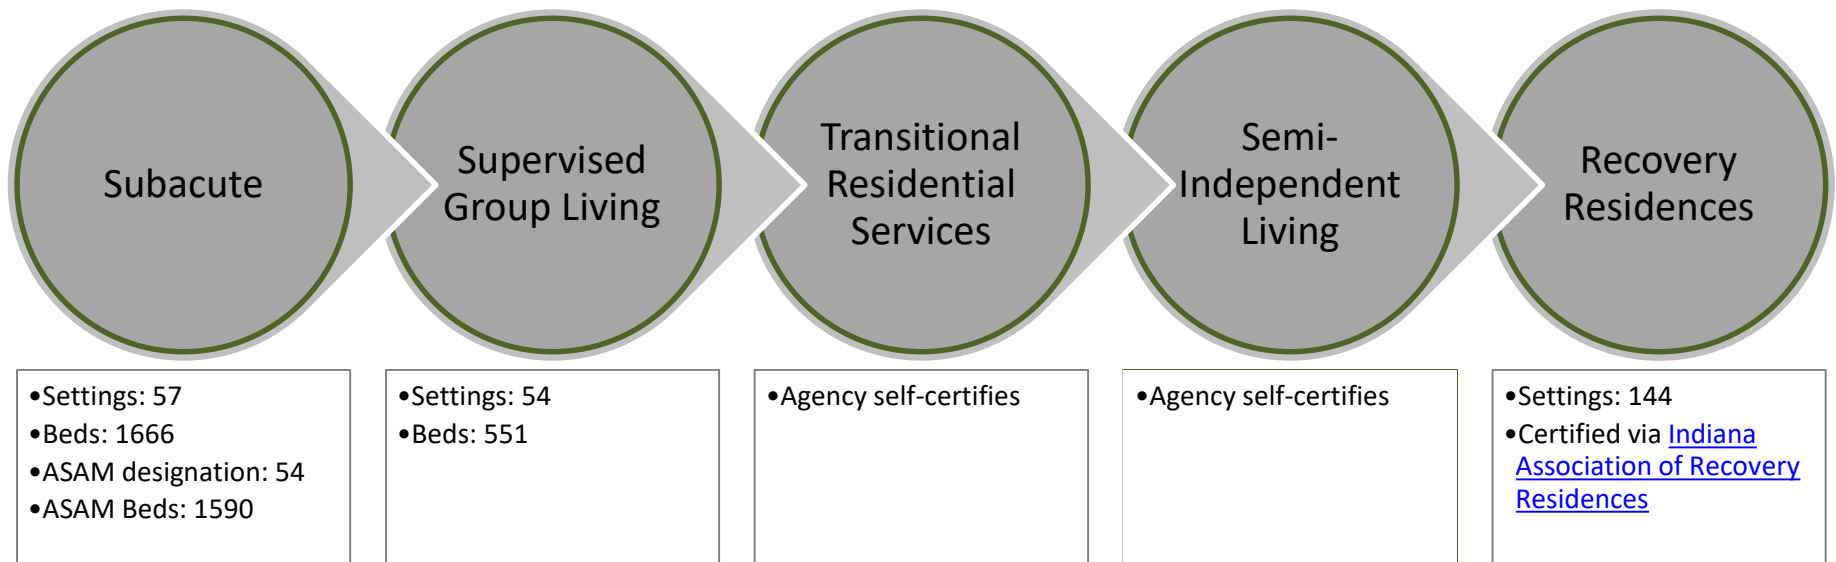 Subacute
Supervised
Group Living
Transitional
Residential
Services
Semi-
Independent
Living
Recovery
Residences
•Settings: 57
•Beds: 1666
•ASAM designation: 54
•ASAM Beds: 1590
•Settings: 54
•Beds: 551
•Agency self-certifies
•Agency self-certifies
•Settings: 144
•Certified via Indiana
Association of Recovery
Residences